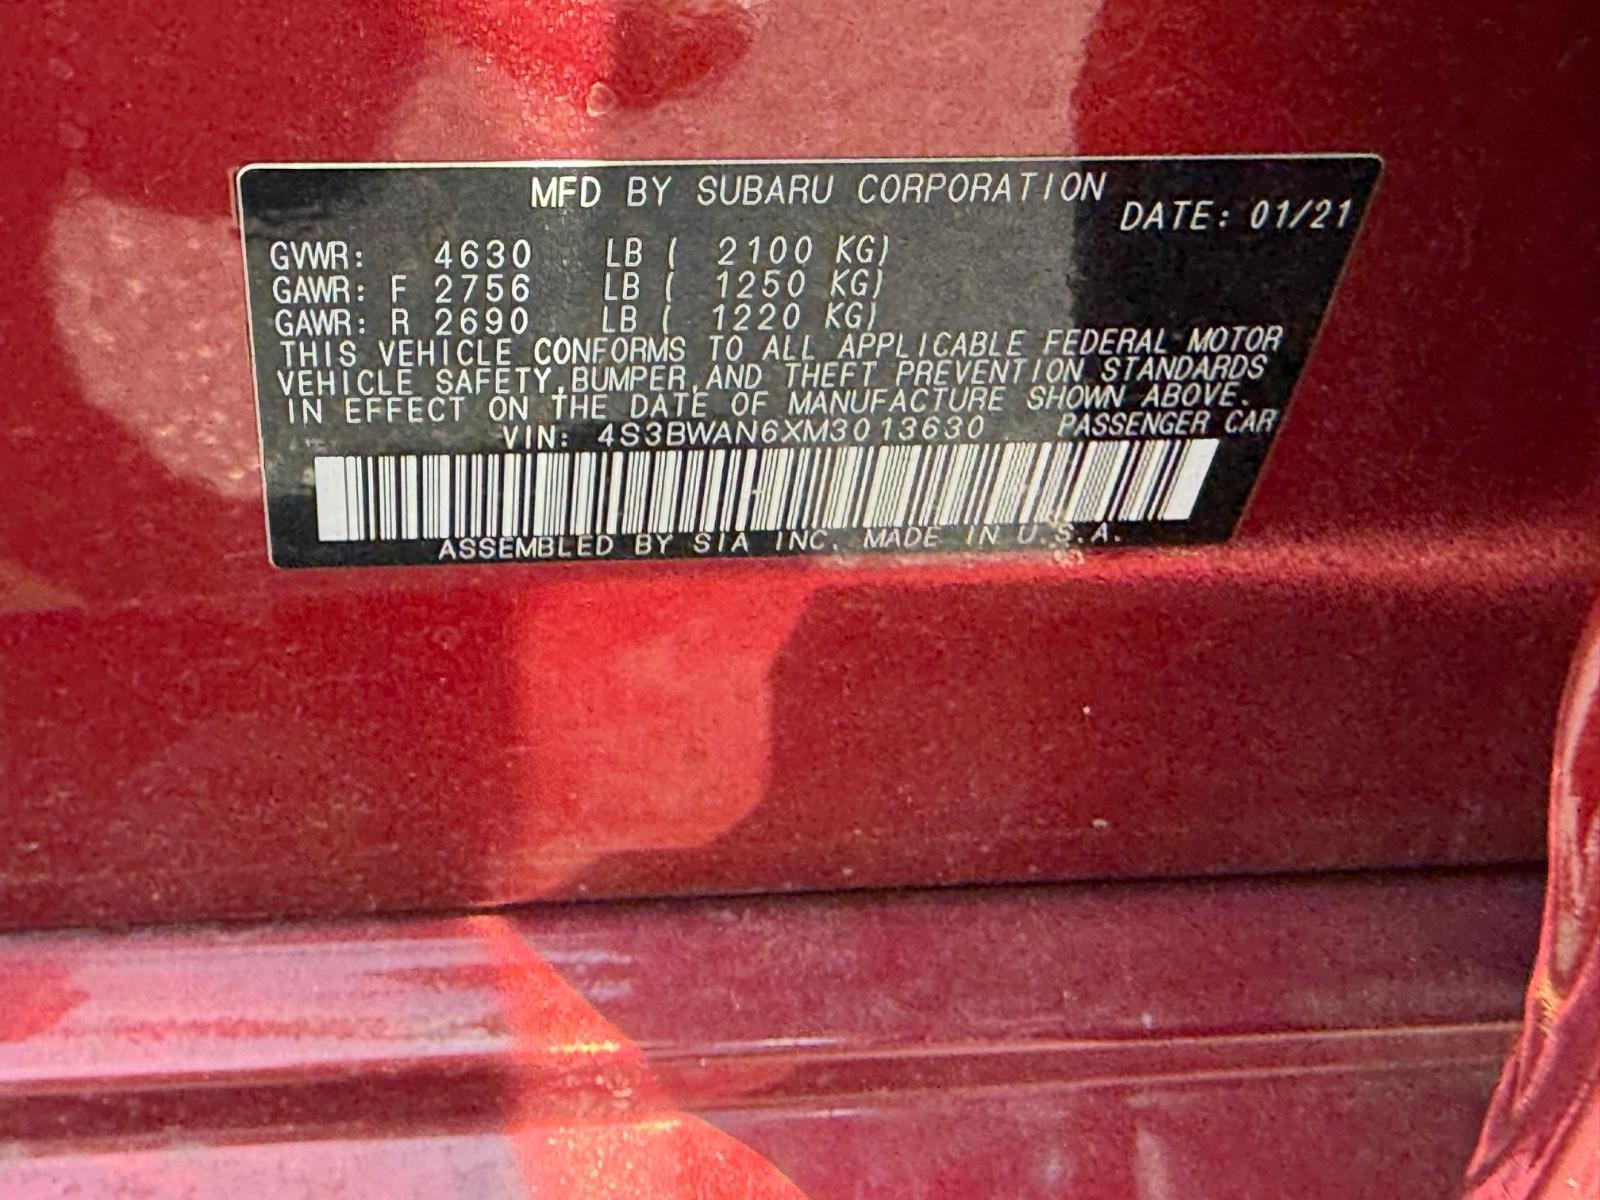 MFD BY SUBARU CORPORATION
DATE: 01/21
GVWR: 4630 LB ( 2100 KG)
GAWR: F 2756 LB ( 1250 KG)
GAWR: R 2690 LB ( 1220 KG)
THIS VEHICLE CONFORMS TO ALL APPLICABLE FEDERAL MOTOR
VEHICLE SAFETY,BUMPER,AND THEFT PREVENTION STANDARDS
IN EFFECT ON THE DATE OF MANUFACTURE SHOWN ABOVE.
VIN: 4S3BWAN6XM3013630 PASSENGER CAR
ASSEMBLED BY SIA INC. MADE IN U.S.A.